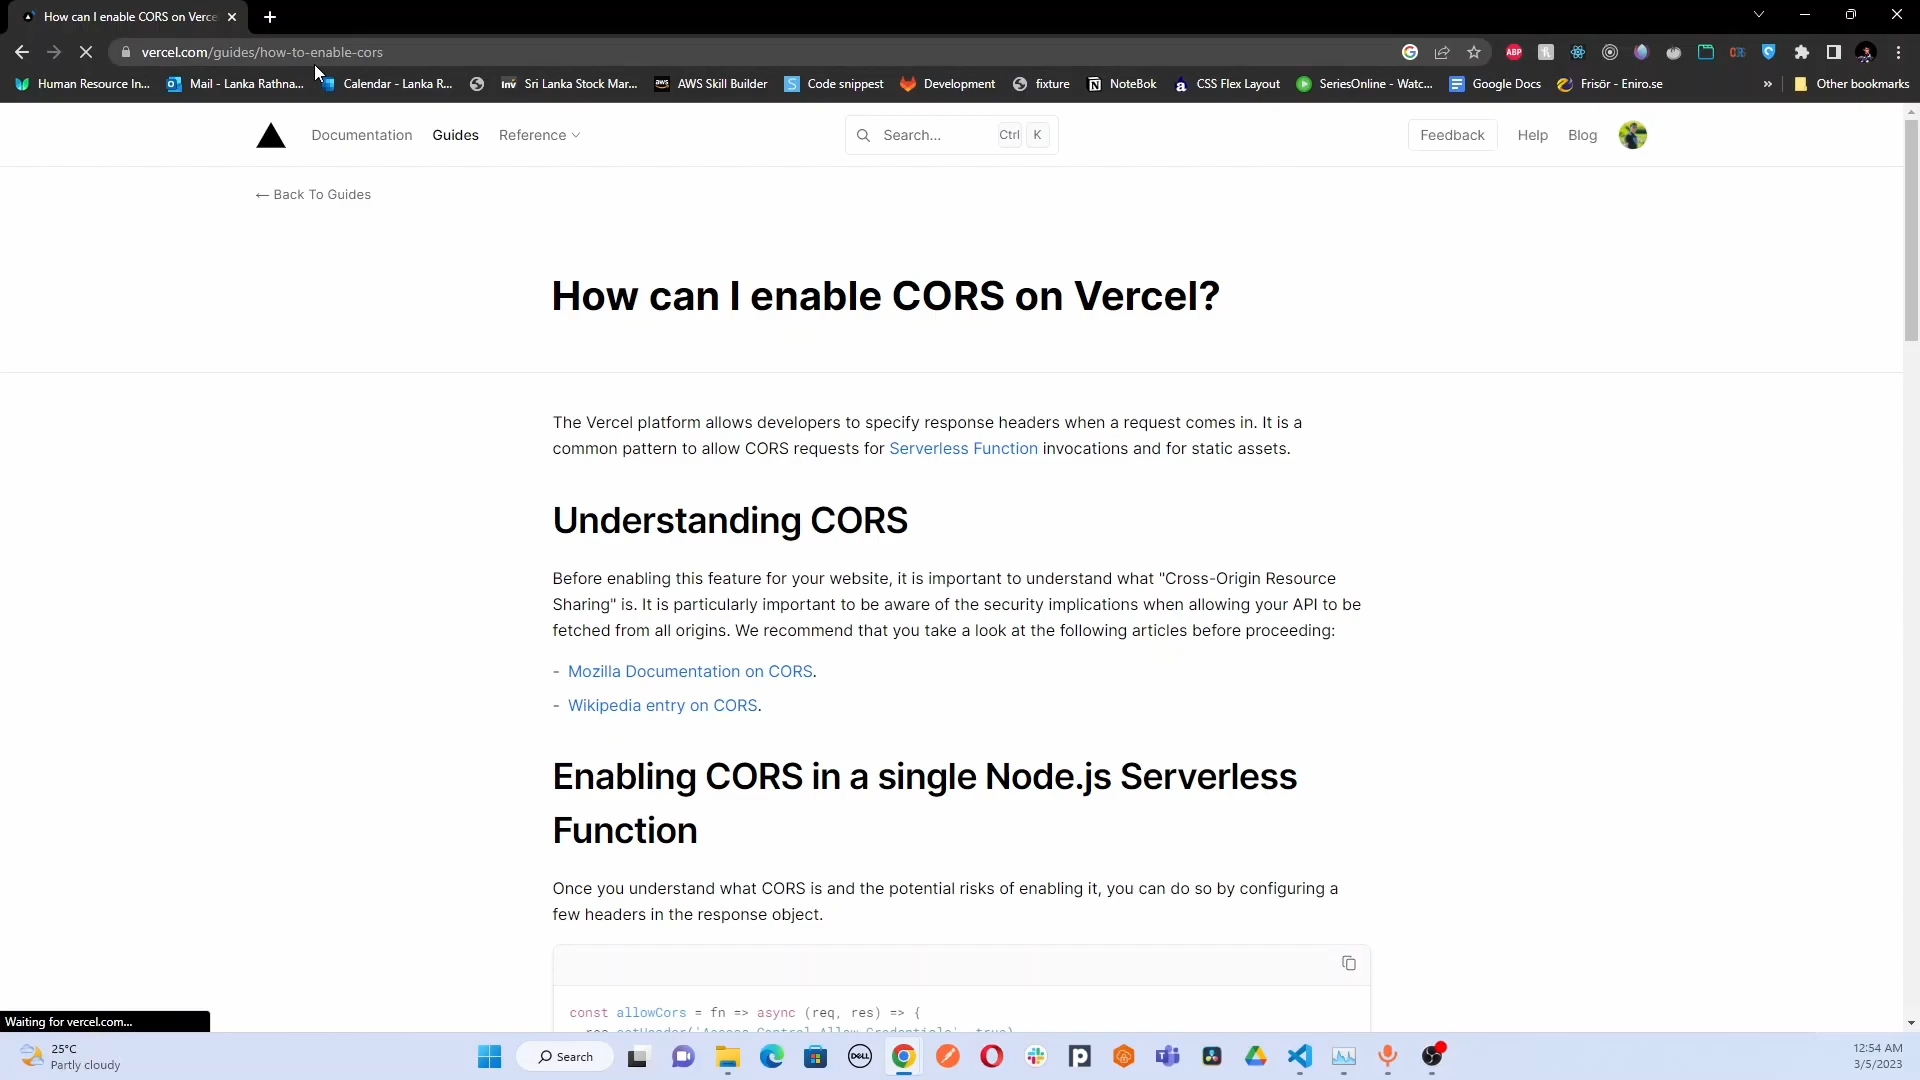 How can I enable CORS on Verce
vercel.com/guides/how-to-enable-cors
ABP
Human Resource In...
Mail - Lanka Rathna...
Calendar - Lanka R...
Inv Sri Lanka Stock Mar...
aws AWS Skill Builder
S Code snippest
Development
fixture
NoteBok
a CSS Flex Layout
SeriesOnline - Watc...
Google Docs
Frisör - Eniro.se
»
Other bookmarks
Documentation
Guides
Reference
Search...
Ctrl
K
Feedback
Help
Blog
← Back To Guides
How can I enable CORS on Vercel?
The Vercel platform allows developers to specify response headers when a request comes in. It is a
common pattern to allow CORS requests for Serverless Function invocations and for static assets.
Understanding CORS
Before enabling this feature for your website, it is important to understand what "Cross-Origin Resource
Sharing" is. It is particularly important to be aware of the security implications when allowing your API to be
fetched from all origins. We recommend that you take a look at the following articles before proceeding:
- Mozilla Documentation on CORS.
- Wikipedia entry on CORS.
Enabling CORS in a single Node.js Serverless
Function
Once you understand what CORS is and the potential risks of enabling it, you can do so by configuring a
few headers in the response object.
const allowCors = fn => async (req, res) => {
Waiting for vercel.com...
25°C
Partly cloudy
Search
DELL
12:54 AM
3/5/2023